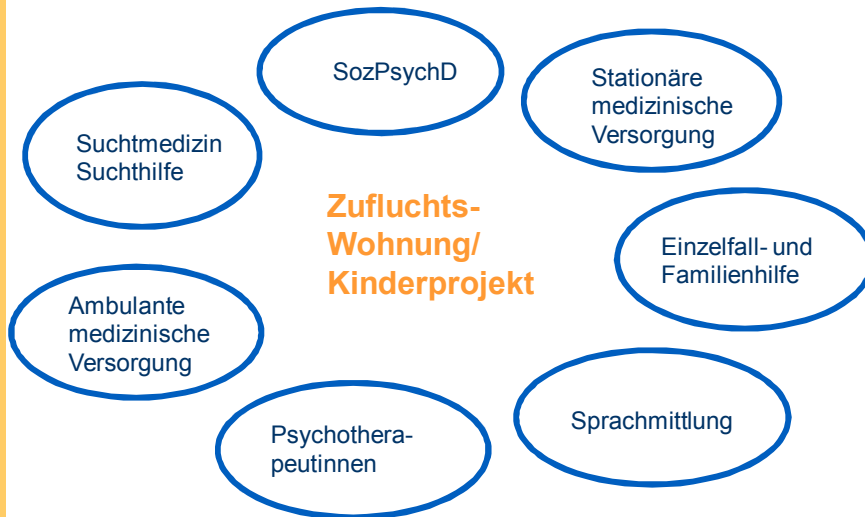 SozPsychD
Stationäre
medizinische
Versorgung
Suchtmedizin
Suchthilfe
Zufluchts-
Wohnung/
Kinderprojekt
Einzelfall- und
Familienhilfe
Ambulante
medizinische
Versorgung
Sprachmittlung
Psychothera-
peutinnen